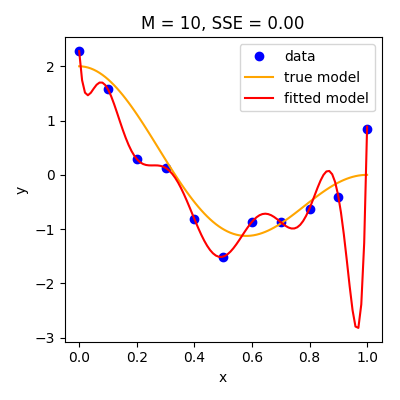 M = 10, SSE = 0.00
data
true model
fitted model
y
2
1
0
−1
−2
−3
0.0 0.2 0.4 0.6 0.8 1.0
x